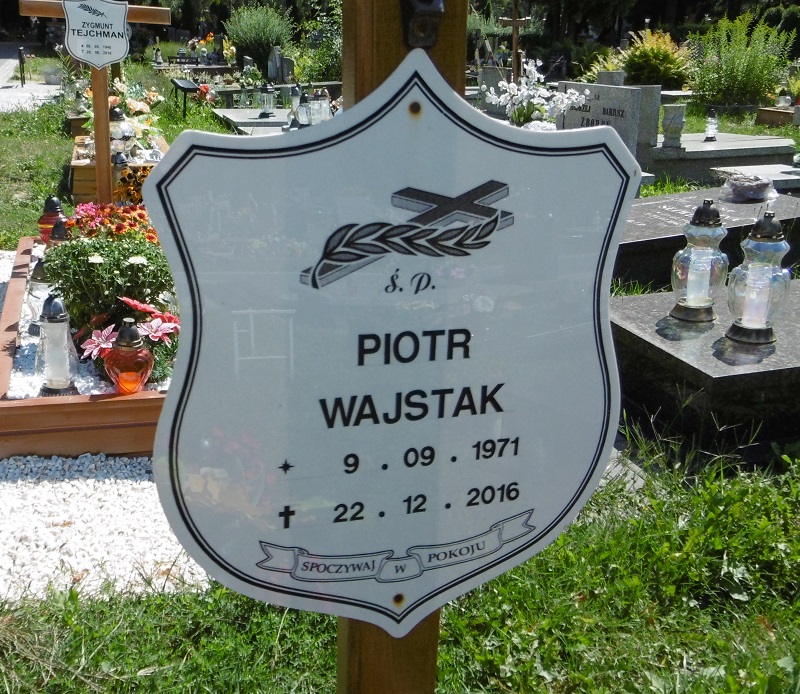 ZYGMUNT
TEJCHMAN
ś. p.
PIOTR
WAJSTAK
9 . 09 . 1971
✝ 22 . 12 . 2016
SPOCZYWAJ W POKOJU